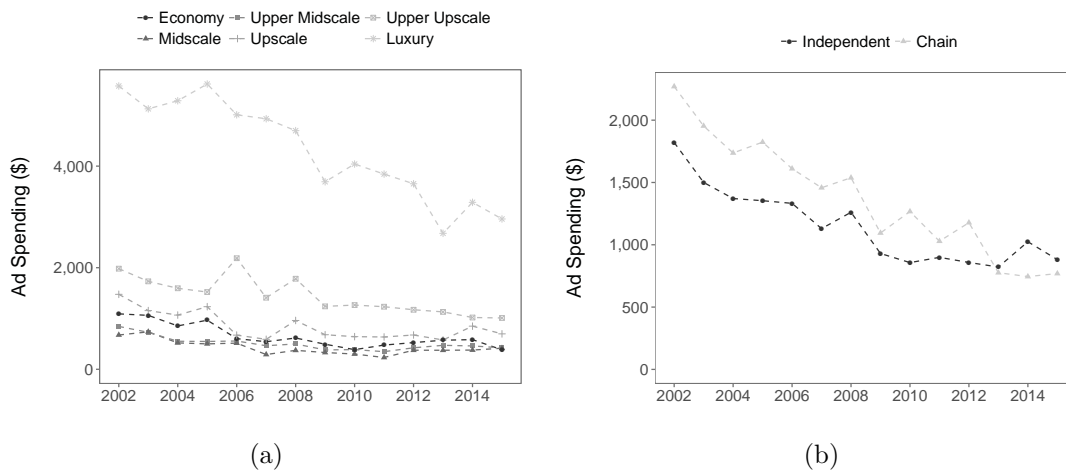 Economy Upper Midscale Upper Upscale
Midscale Upscale Luxury
Ad Spending ($)
4,000
2,000
0
2002 2004 2006 2008 2010 2012 2014
(a)
Independent Chain
Ad Spending ($)
2,000
1,500
1,000
500
0
2002 2004 2006 2008 2010 2012 2014
(b)